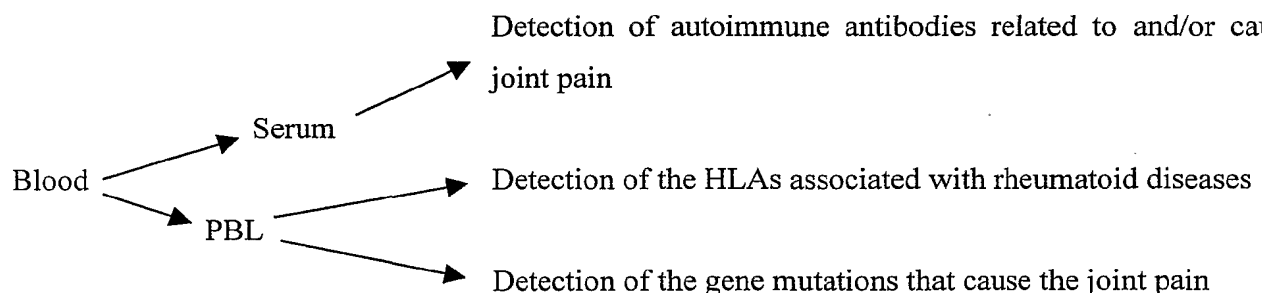 Detection of autoimmune antibodies related to and/or
joint pain
Serum
Blood
Detection of the HLAs associated with rheumatoid diseases
PBL
Detection of the gene mutations that cause the joint pain